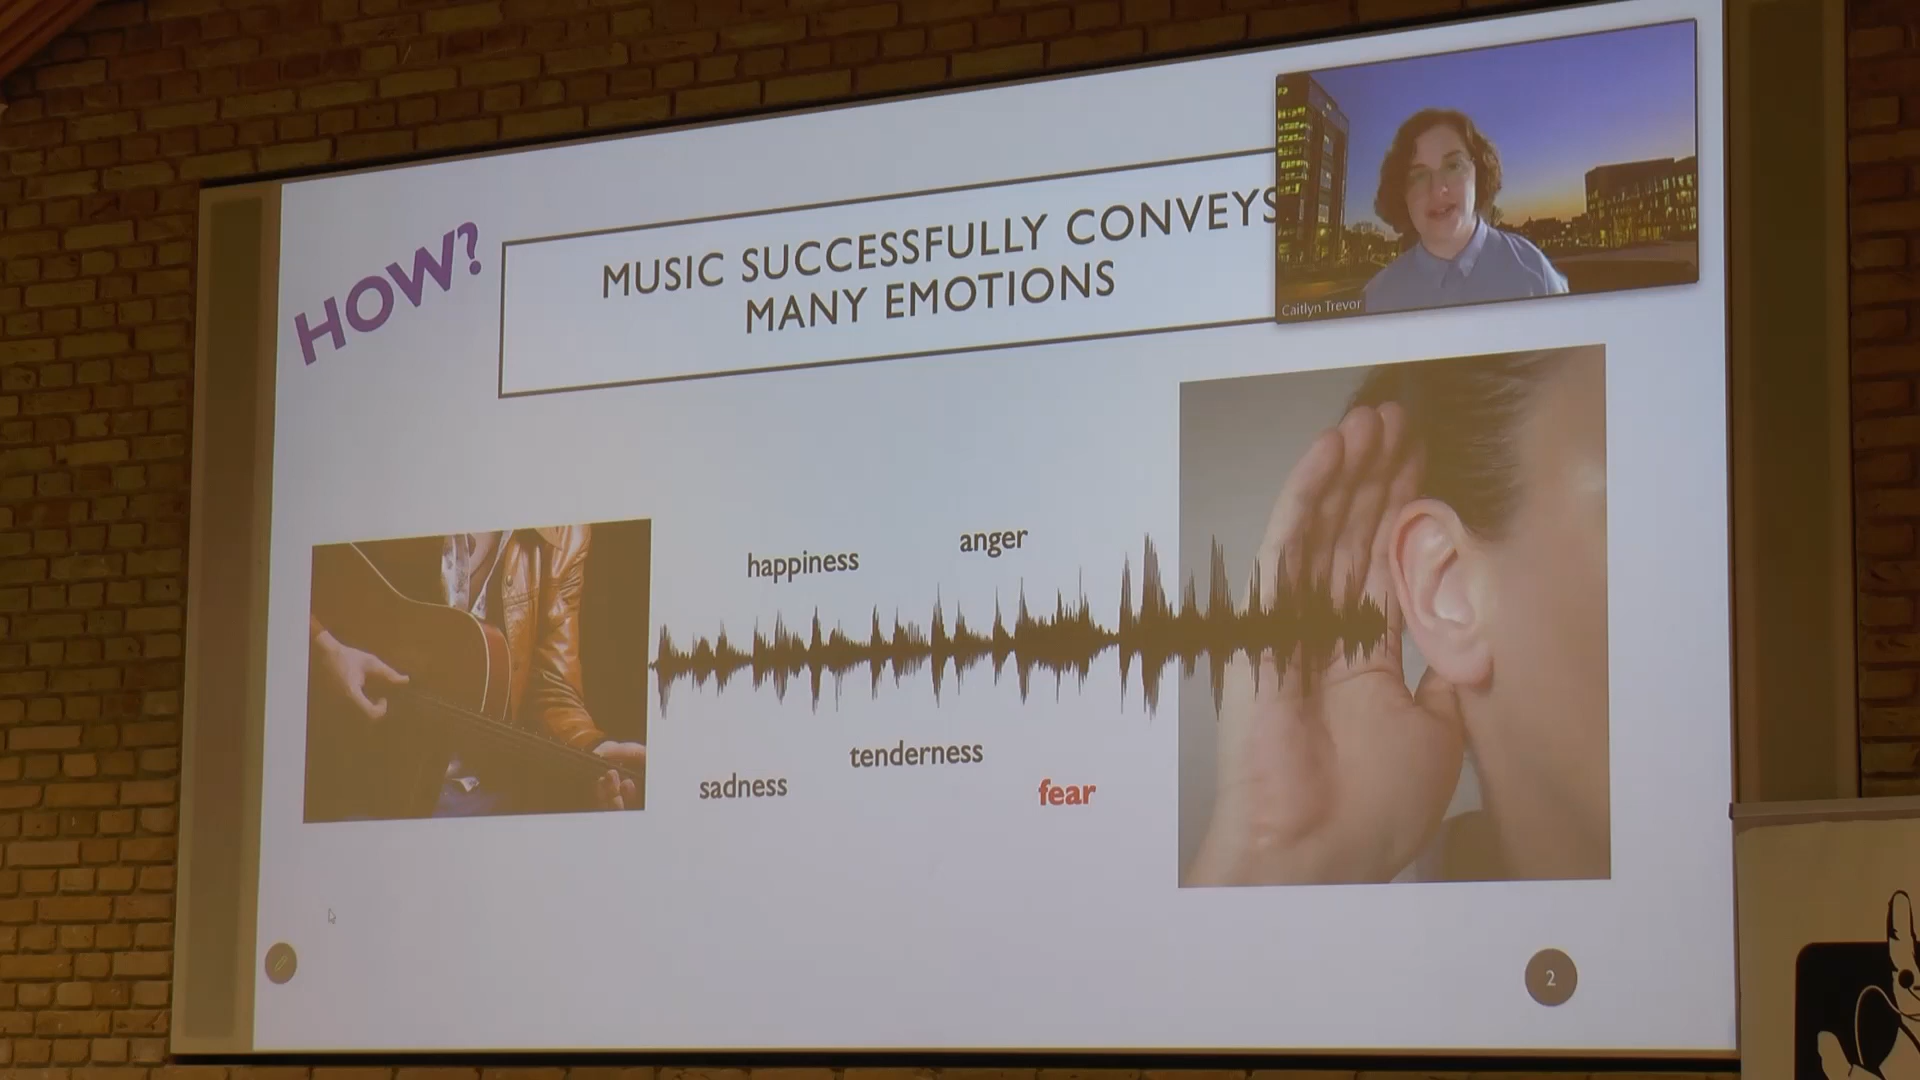 HOW?
MUSIC SUCCESSFULLY CONVEYS
MANY EMOTIONS
Caitlyn Trevor
happiness
anger
sadness
tenderness
fear
2